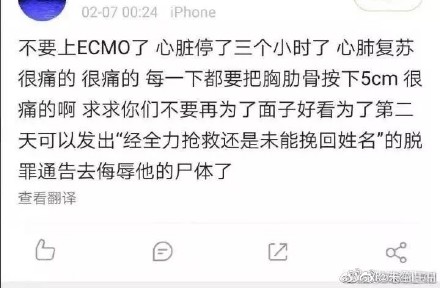 02-07 00:24 iPhone
不要上ECMO了 心脏停了三个小时了 心肺复苏
很痛的 很痛的 每一下都要把胸肋骨按下5cm 很
痛的啊 求求你们不要再为了面子好看为了第二
天可以发出“经全力抢救还是未能挽回姓名”的脱
罪通告去侮辱他的尸体了
查看翻译